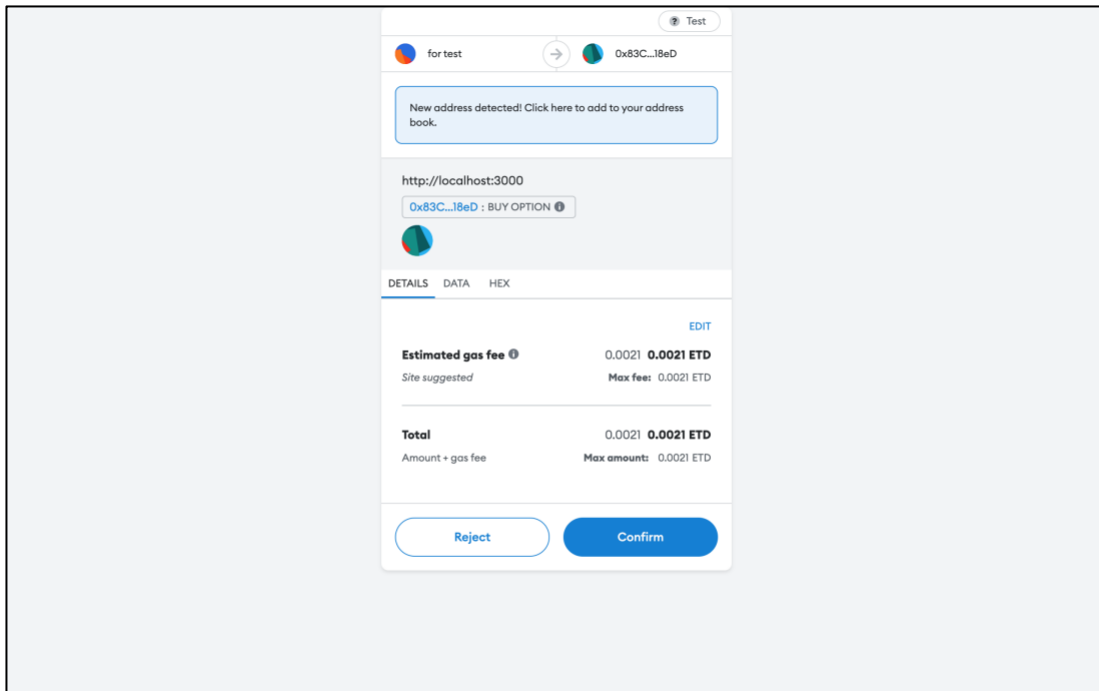 Test
for test
0x83C...18eD
New address detected! Click here to add to your address
book.
http://localhost:3000
0x83C...18eD : BUY OPTION
DETAILS DATA HEX
EDIT
Estimated gas fee 0.0021 0.0021 ETD
Site suggested Max fee: 0.0021 ETD
Total 0.0021 0.0021 ETD
Amount + gas fee Max amount: 0.0021 ETD
Reject Confirm